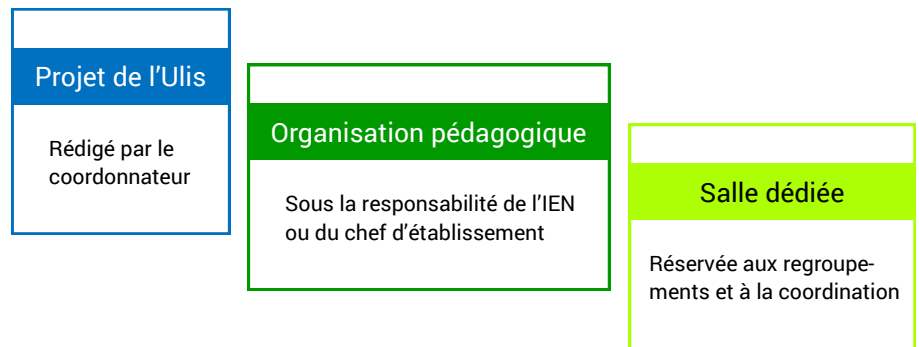 Projet de l'Ulis
Rédigé par le
coordonnateur
Organisation pédagogique
Sous la responsabilité de l'IEN
ou du chef d'établissement
Salle dédiée
Réservée aux regroupe-
ments et à la coordination